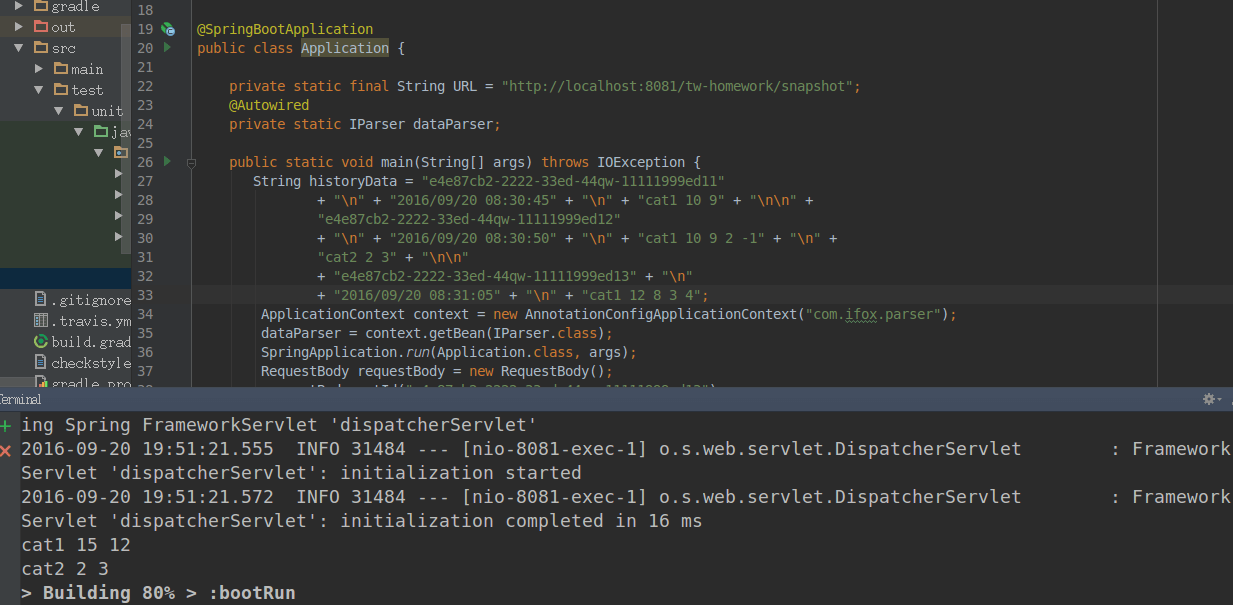 gradle
out
src
main
test
unit
.gitignore
.travis.ym
build.grad
checkstyle
gradle.pro
18
19 @SpringBootApplication
20 public class Application {
21
22 private static final String URL = "http://localhost:8081/tw-homework/snapshot";
23 @Autowired
24 private static IParser dataParser;
25
26 public static void main(String[] args) throws IOException {
27 String historyData = "e4e87cb2-2222-33ed-44qw-11111999ed11"
28 + "\n" + "2016/09/20 08:30:45" + "\n" + "cat1 10 9" + "\n\n" +
29 "e4e87cb2-2222-33ed-44qw-11111999ed12"
30 + "\n" + "2016/09/20 08:30:50" + "\n" + "cat1 10 9 2 -1" + "\n" +
31 "cat2 2 3" + "\n\n"
32 + "e4e87cb2-2222-33ed-44qw-11111999ed13" + "\n"
33 + "2016/09/20 08:31:05" + "\n" + "cat1 12 8 3 4";
34 ApplicationContext context = new AnnotationConfigApplicationContext("com.ifox.parser");
35 dataParser = context.getBean(IParser.class);
36 SpringApplication.run(Application.class, args);
37 RequestBody requestBody = new RequestBody();
erminal
ing Spring FrameworkServlet 'dispatcherServlet'
2016-09-20 19:51:21.555 INFO 31484 --- [nio-8081-exec-1] o.s.web.servlet.DispatcherServlet : Framework
Servlet 'dispatcherServlet': initialization started
2016-09-20 19:51:21.572 INFO 31484 --- [nio-8081-exec-1] o.s.web.servlet.DispatcherServlet : Framework
Servlet 'dispatcherServlet': initialization completed in 16 ms
cat1 15 12
cat2 2 3
> Building 80% > :bootRun